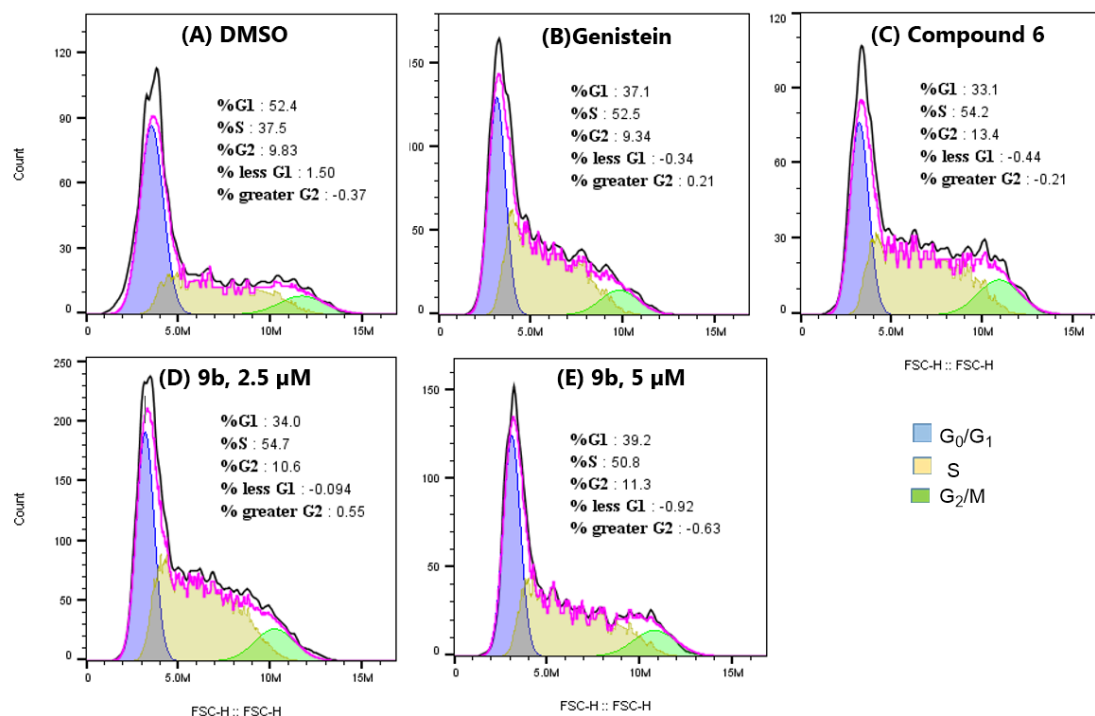 (A) DMSO
%G1 : 52.4
%S : 37.5
%G2 : 9.83
% less G1 : 1.50
% greater G2 : -0.37
Count
120
90
60
30
0
0
5.0M
10M
15M
(B)Genistein
%G1 : 37.1
%S : 52.5
%G2 : 9.34
% less G1 : -0.34
% greater G2 : 0.21
150
100
50
0
0
5.0M
10M
15M
(C) Compound 6
%G1 : 33.1
%S : 54.2
%G2 : 13.4
% less G1 : -0.44
% greater G2 : -0.21
120
90
60
30
0
0
5.0M
10M
15M
FSC-H :: FSC-H
(D) 9b, 2.5 μM
%G1 : 34.0
%S : 54.7
%G2 : 10.6
% less G1 : -0.094
% greater G2 : 0.55
Count
250
200
150
100
50
0
0
5.0M
10M
15M
FSC-H :: FSC-H
(E) 9b, 5 μM
%G1 : 39.2
%S : 50.8
%G2 : 11.3
% less G1 : -0.92
% greater G2 : -0.63
150
100
50
0
0
5.0M
10M
15M
FSC-H :: FSC-H
G0/G1
S
G2/M